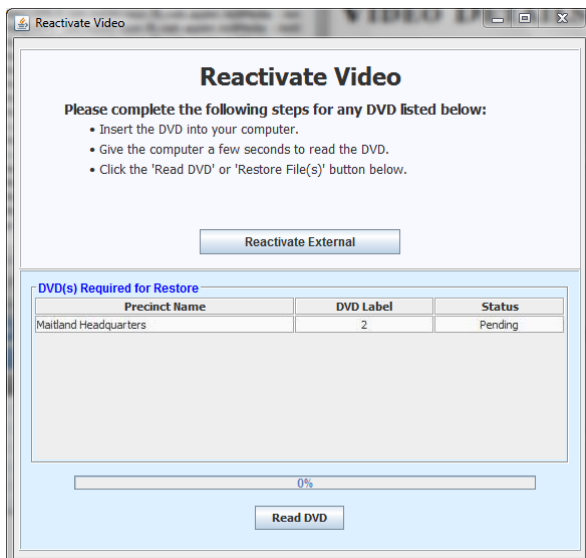 Reactivate Video
Reactivate Video
Please complete the following steps for any DVD listed below:
• Insert the DVD into your computer.
• Give the computer a few seconds to read the DVD.
• Click the 'Read DVD' or 'Restore File(s)' button below.
Reactivate External
DVD(s) Required for Restore
Precinct Name DVD Label Status
Maitland Headquarters 2 Pending
0%
Read DVD